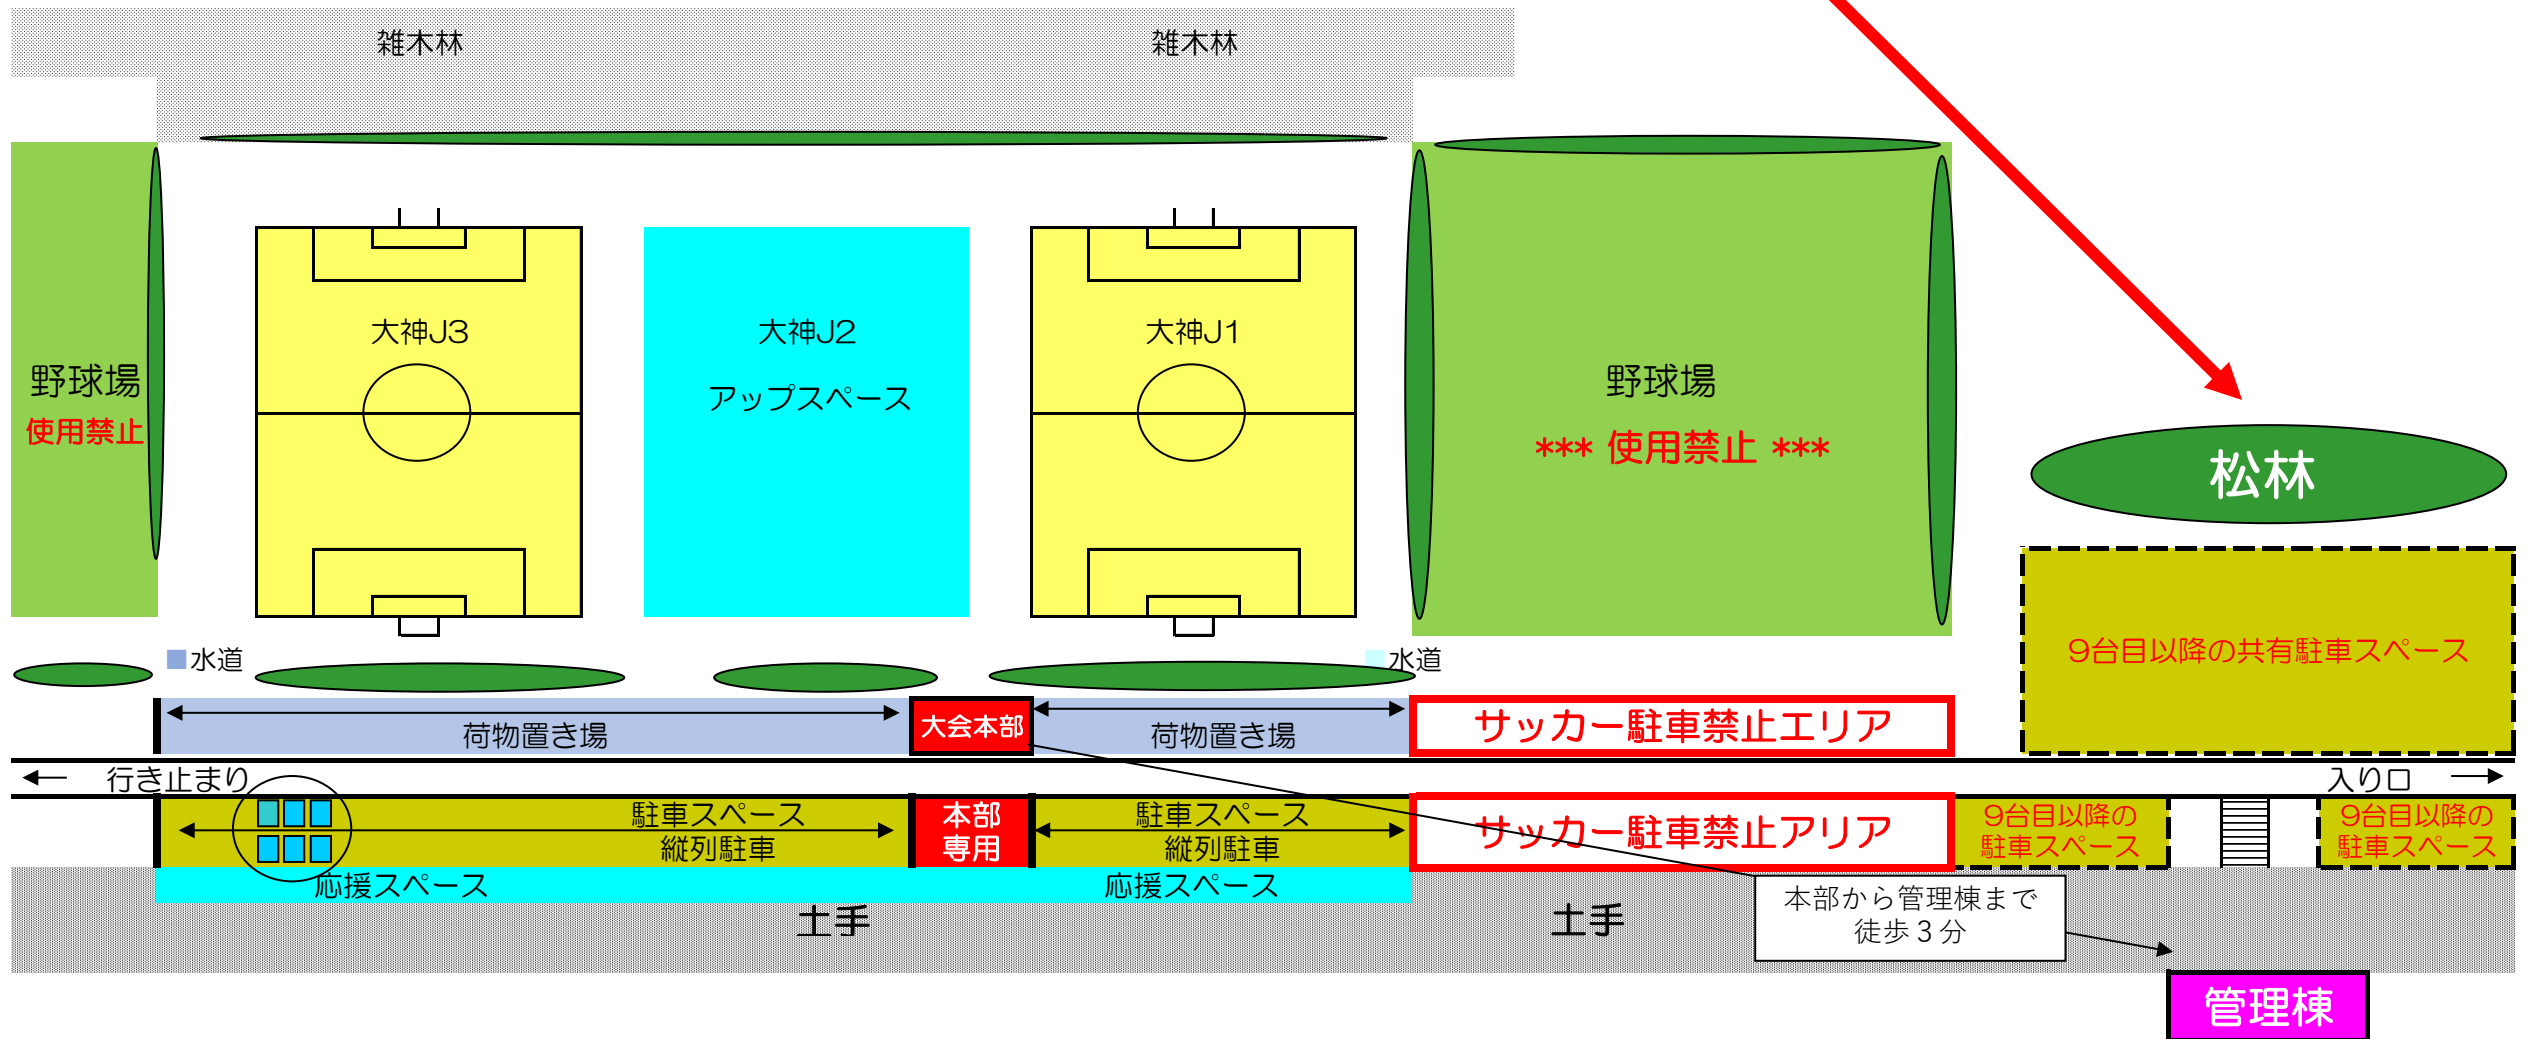 雑木林
雑木林
大神J3
大神J2
大神J1
アップスペース
野球場
使用禁止
野球場
*** 使用禁止 ***
松林
水道
水道
9台目以降の共有駐車スペース
荷物置き場
大会本部
荷物置き場
サッカー駐車禁止エリア
行き止まり
入り口
駐車スペース
縦列駐車
本部
専用
駐車スペース
縦列駐車
サッカー駐車禁止アリア
9台目以降の
駐車スペース
9台目以降の
駐車スペース
応援スペース
応援スペース
土手
土手
本部から管理棟まで
徒歩3分
管理棟